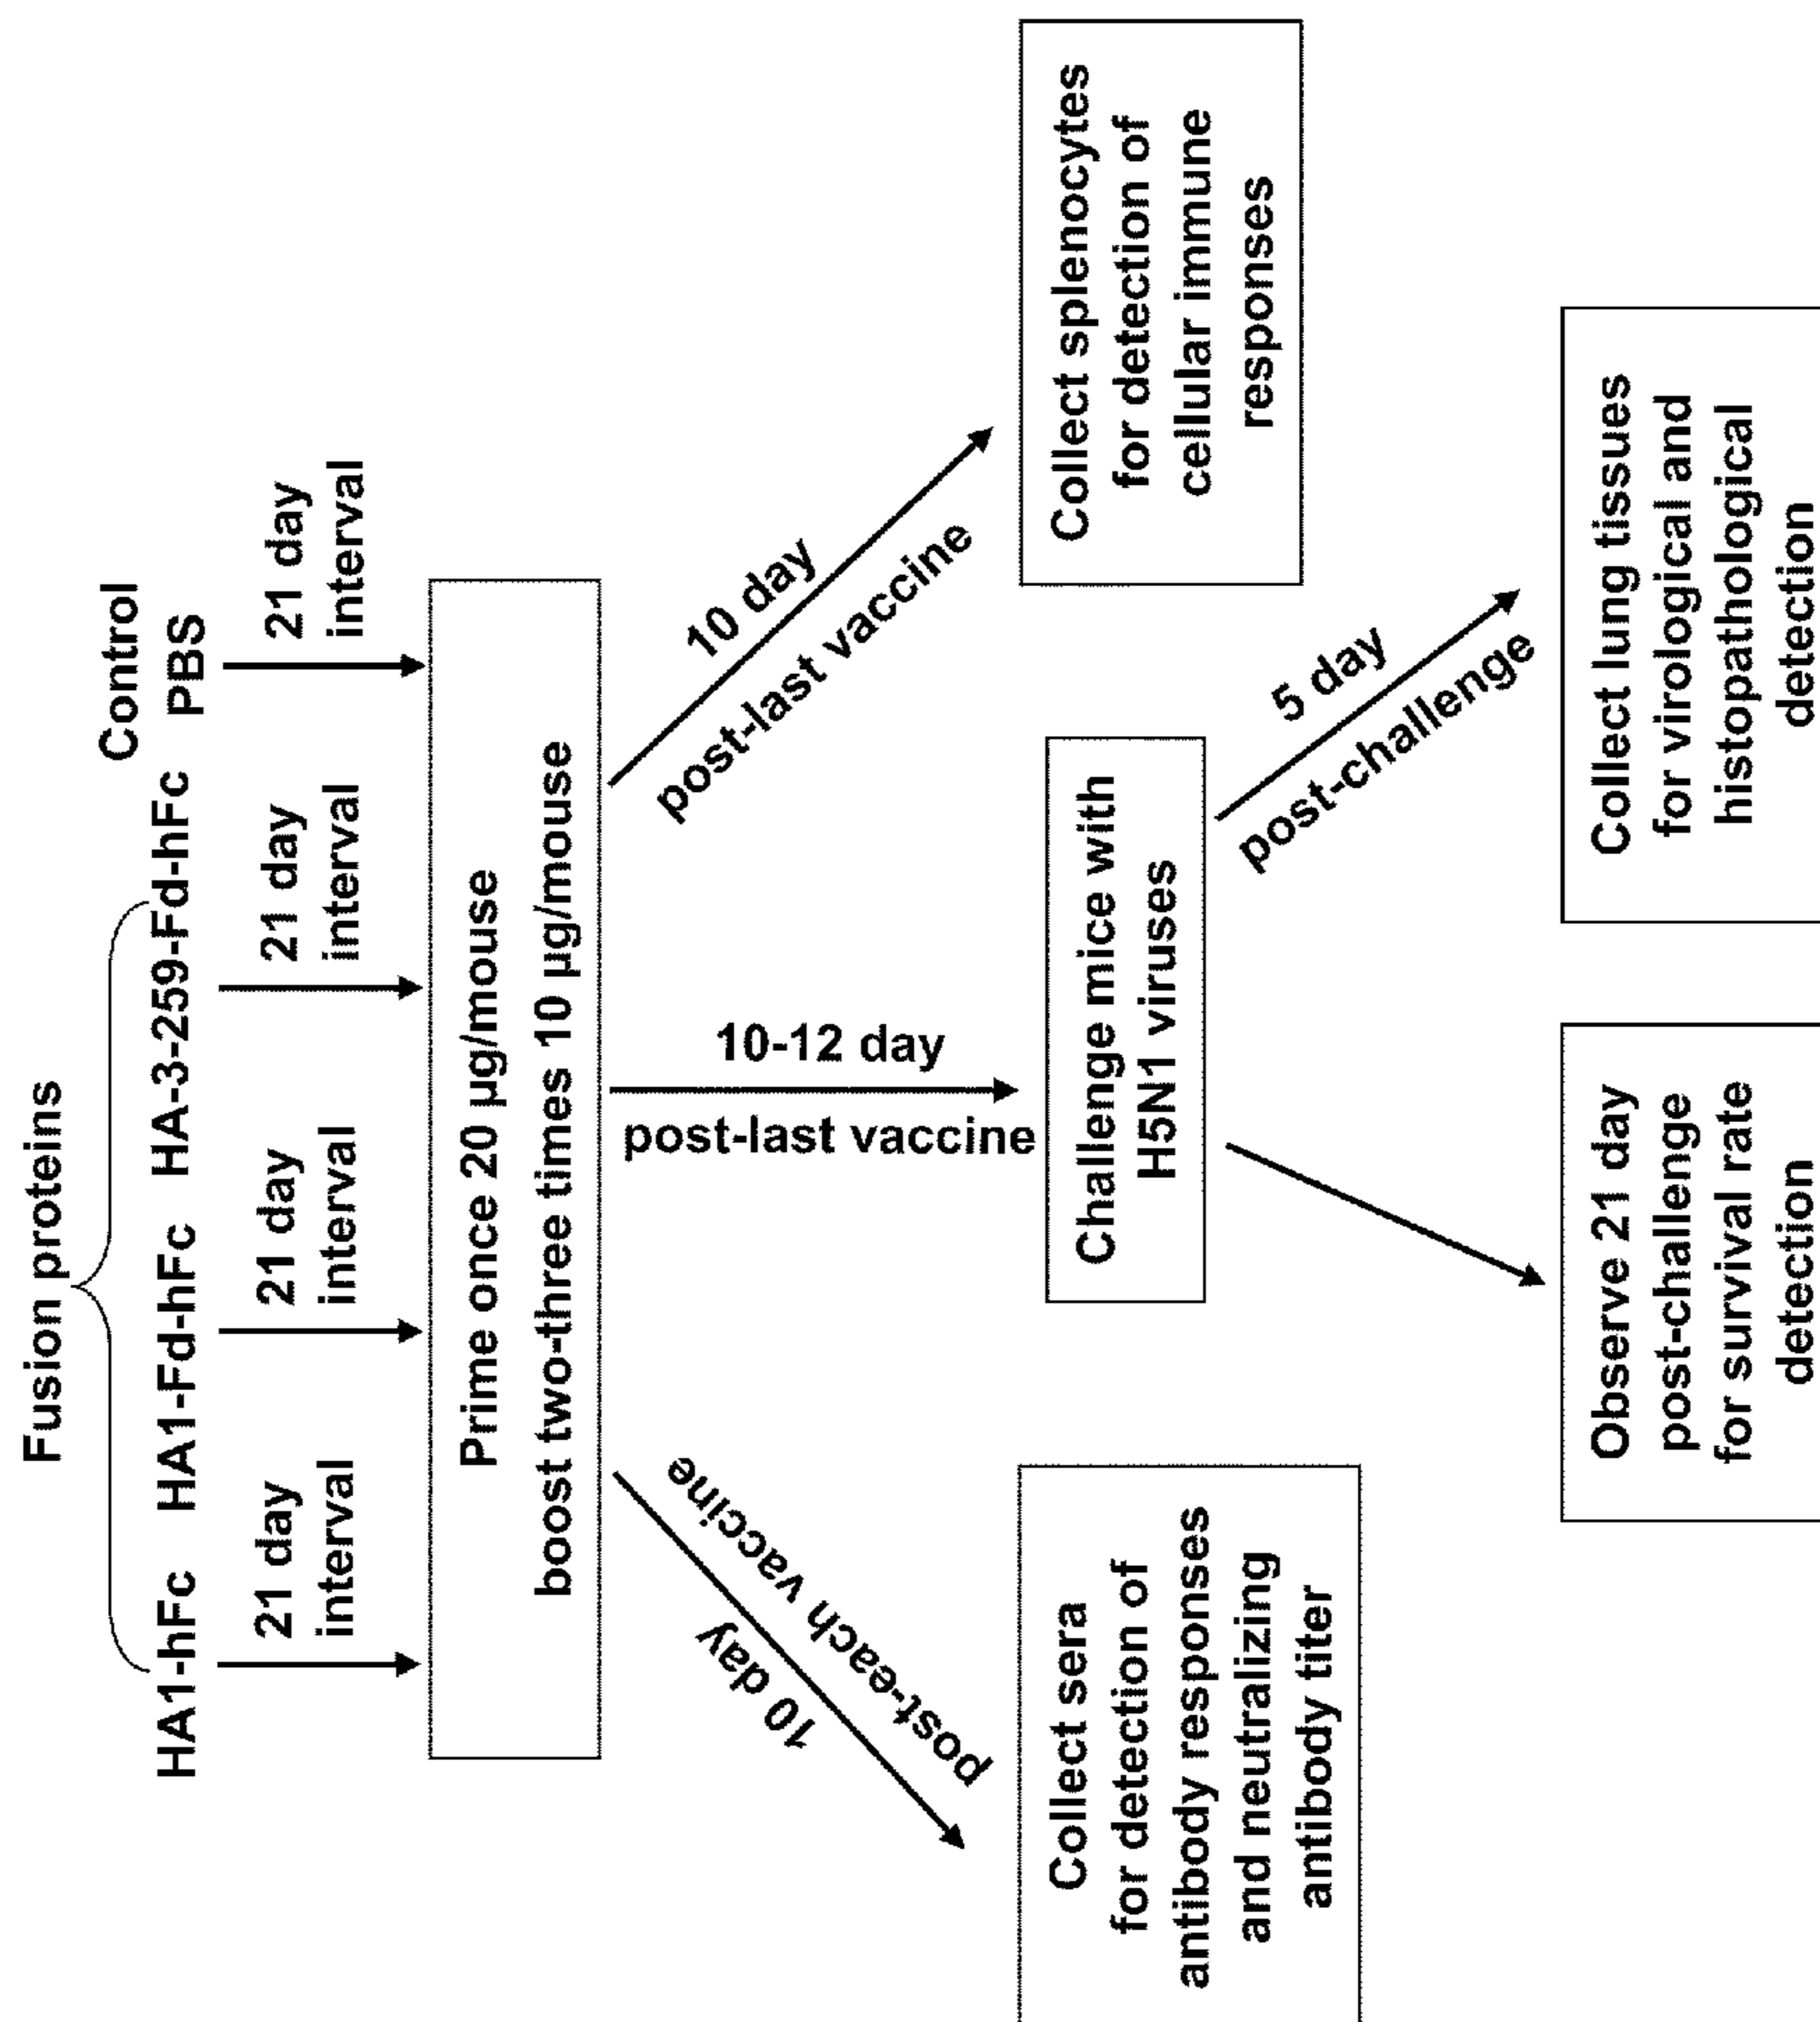 Fusion proteins
Control
HA1-hFc HA1-Fd-hFc HA-3-259-Fd-hFc PBS
21 day
interval
21 day
interval
21 day
interval
21 day
interval
Prime once 20 µg/mouse
boost two-three times 10 µg/mouse
10 day
post-each vaccine
10-12 day
post-last vaccine
10 day
post-last vaccine
Collect sera
for detection of
antibody responses
and neutralizing
antibody titer
Challenge mice with
H5N1 viruses
Collect splenocytes
for detection of
cellular immune
responses
5 day
post-challenge
Observe 21 day
post-challenge
for survival rate
detection
Collect lung tissues
for virological and
histopathological
detection